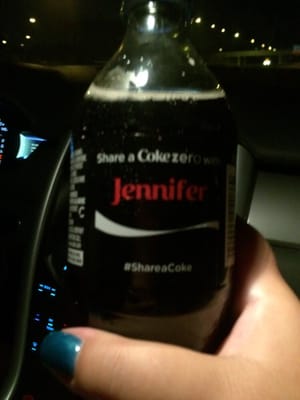 Share a Coke zero with
Jennifer
#ShareaCoke